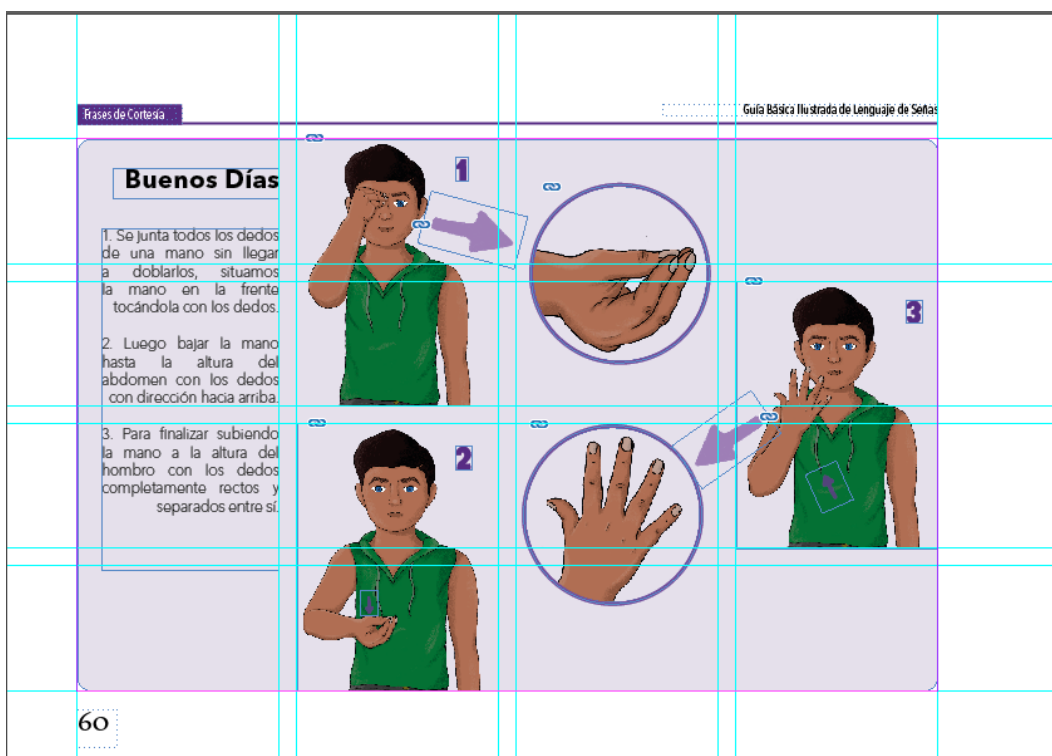 Frases de Cortesía
Guía Básica Ilustrada de Lenguaje de Señas
Buenos Días
1. Se junta todos los dedos
de una mano sin llegar
a doblarlos, situamos
la mano en la frente
tocándola con los dedos.
2. Luego bajar la mano
hasta la altura del
abdomen con los dedos
con dirección hacia arriba.
3. Para finalizar subiendo
la mano a la altura del
hombro con los dedos
completamente rectos y
separados entre sí.
1
2
3
60